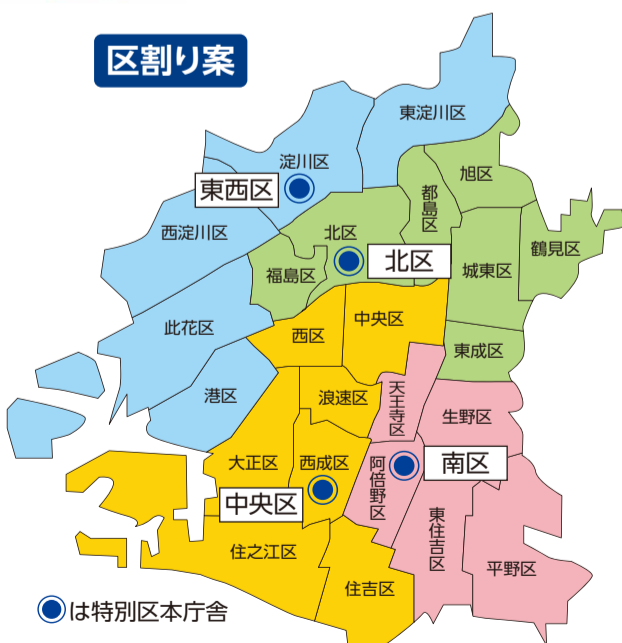 区割り案
東淀川区
淀川区
旭区
東西区
都島区
西淀川区
北区
北区
鶴見区
福島区
城東区
此花区
西区
中央区
東成区
港区
浪速区
天王寺区
生野区
大正区
西成区
阿倍野区
南区
中央区
東住吉区
住之江区
平野区
住吉区
は特別区本庁舎